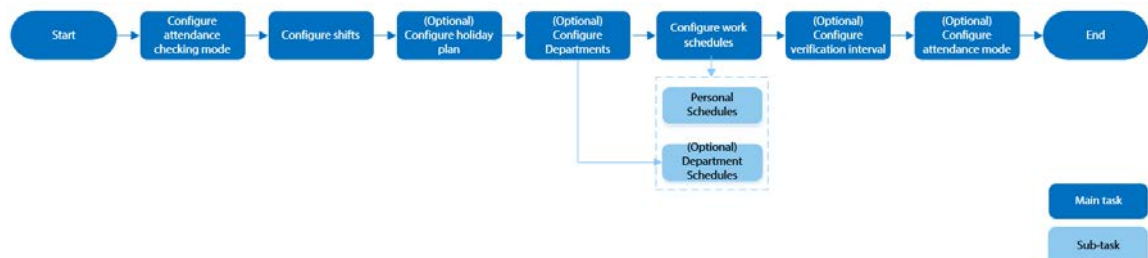 Start
Configure
attendance
checking mode
Configure shifts
(Optional)
Configure holiday
plan
(Optional)
Configure
Departments
Configure work
schedules
(Optional)
Configure
verification interval
(Optional)
Configure
attendance mode
End
Personal
Schedules
(Optional)
Department
Schedules
Main task
Sub-task